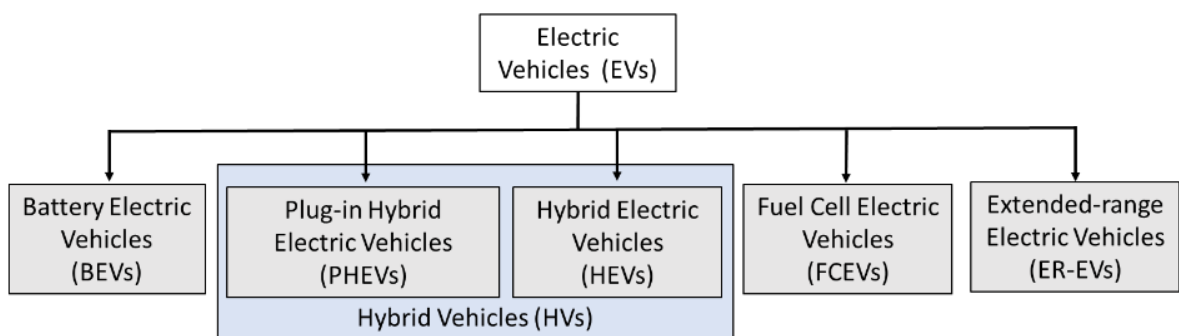 Electric
Vehicles (EVs)
Battery Electric
Vehicles
(BEVs)
Plug-in Hybrid
Electric Vehicles
(PHEVs)
Hybrid Electric
Vehicles
(HEVs)
Fuel Cell Electric
Vehicles
(FCEVs)
Extended-range
Electric Vehicles
(ER-EVs)
Hybrid Vehicles (HVs)